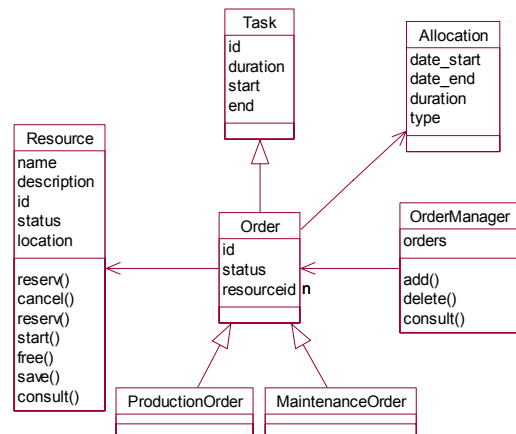 Task
id
duration
start
end
Allocation
date_start
date_end
duration
type
Resource
name
description
id
status
location
reserv()
cancel()
reserv()
start()
free()
save()
consult()
Order
id
status
resourceid
n
OrderManager
orders
add()
delete()
consult()
ProductionOrder
MaintenanceOrder